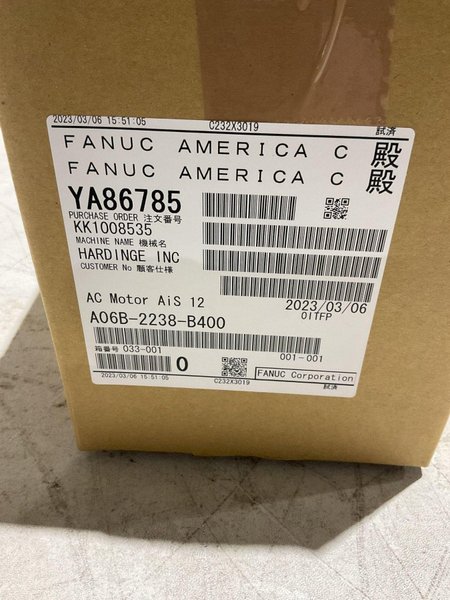 2023/03/06 15:51:05 C232X3019 試済
FANUC AMERICA C 殿
FANUC AMERICA C 殿
YA86785
PURCHASE ORDER 注文番号
KK1008535
MACHINE NAME 機械名
HARDINGE INC
CUSTOMER No 顧客仕様
AC Motor AiS 12 2023/03/06
0ITFP
A06B-2238-B400
箱番号 033-001 001-001
0 FANUC Corporation
2023/03/06 15:51:05 C232X3019 試済